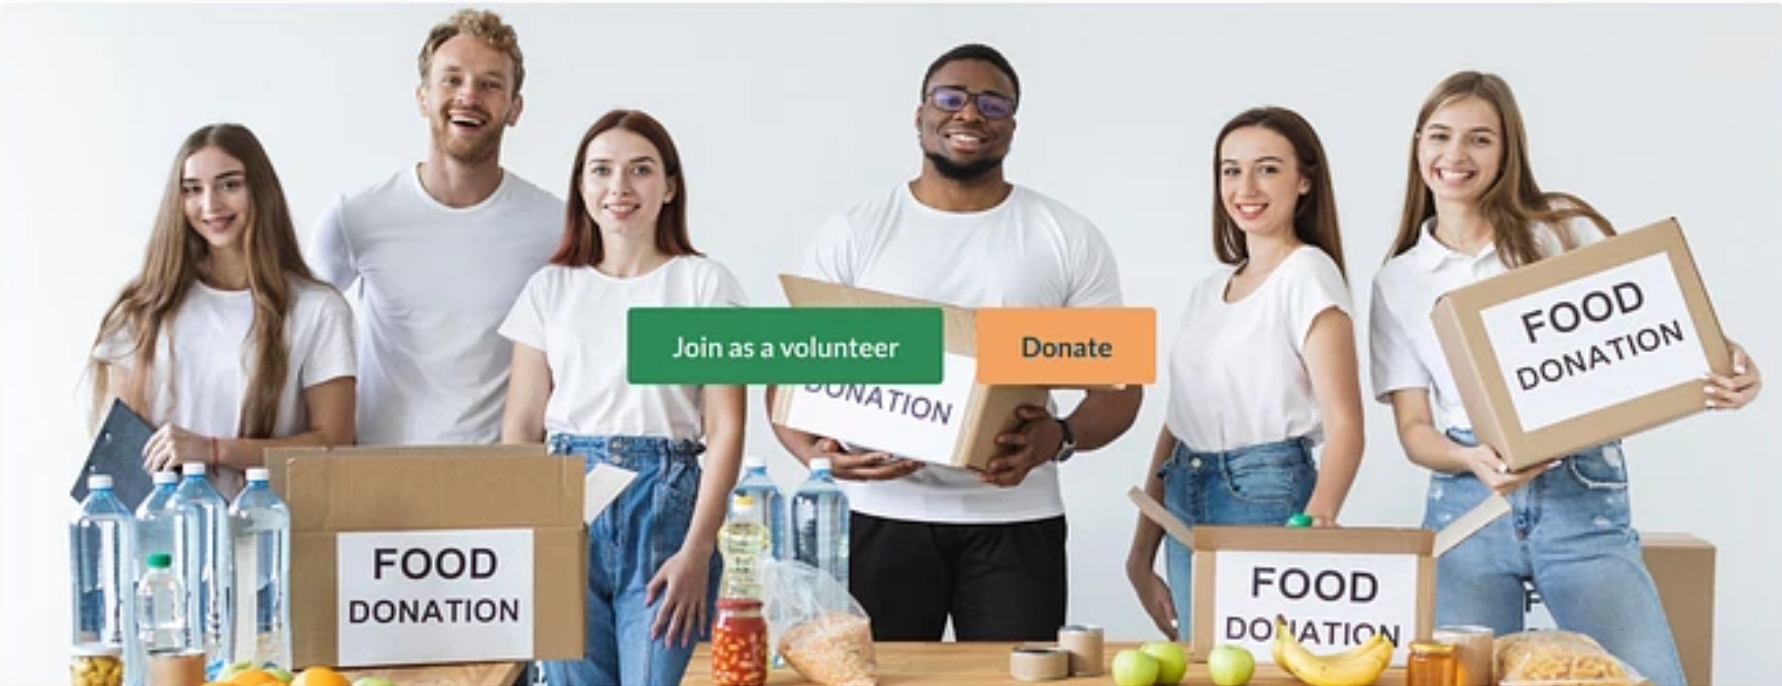 Join as a volunteer
Donate
DONATION
FOOD
DONATION
FOOD
DONATION
FOOD
DONATION